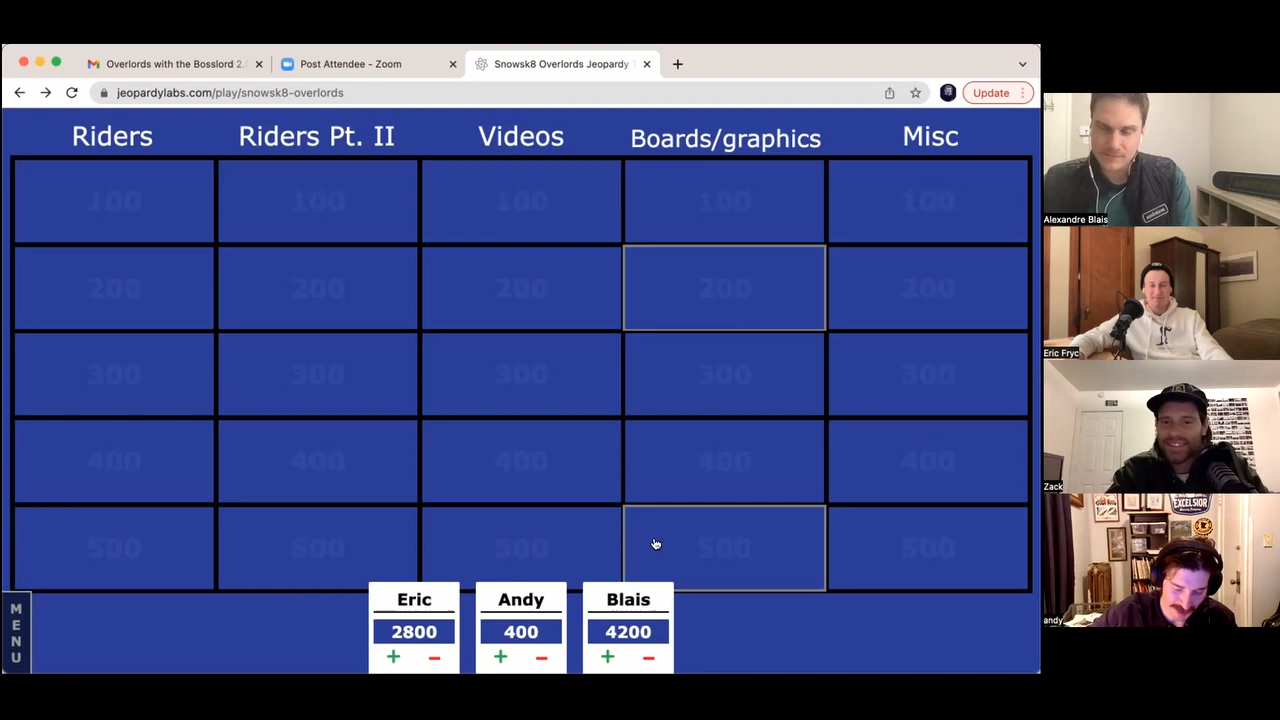 Overlords with the Bosslord 2.
Post Attendee - Zoom
Snowsk8 Overlords Jeopardy
jeopardylabs.com/play/snowsk8-overlords
Update
Riders
Riders Pt. II
Videos
Boards/graphics
Misc
100
100
100
100
100
200
200
200
200
200
300
300
300
300
300
400
400
400
400
400
500
500
500
500
500
MENU
Eric
Andy
Blais
2800
400
4200
+ −
+ −
+ −
Alexandre Blais
Eric Fryc
Zack
EXCELSIOR
andy